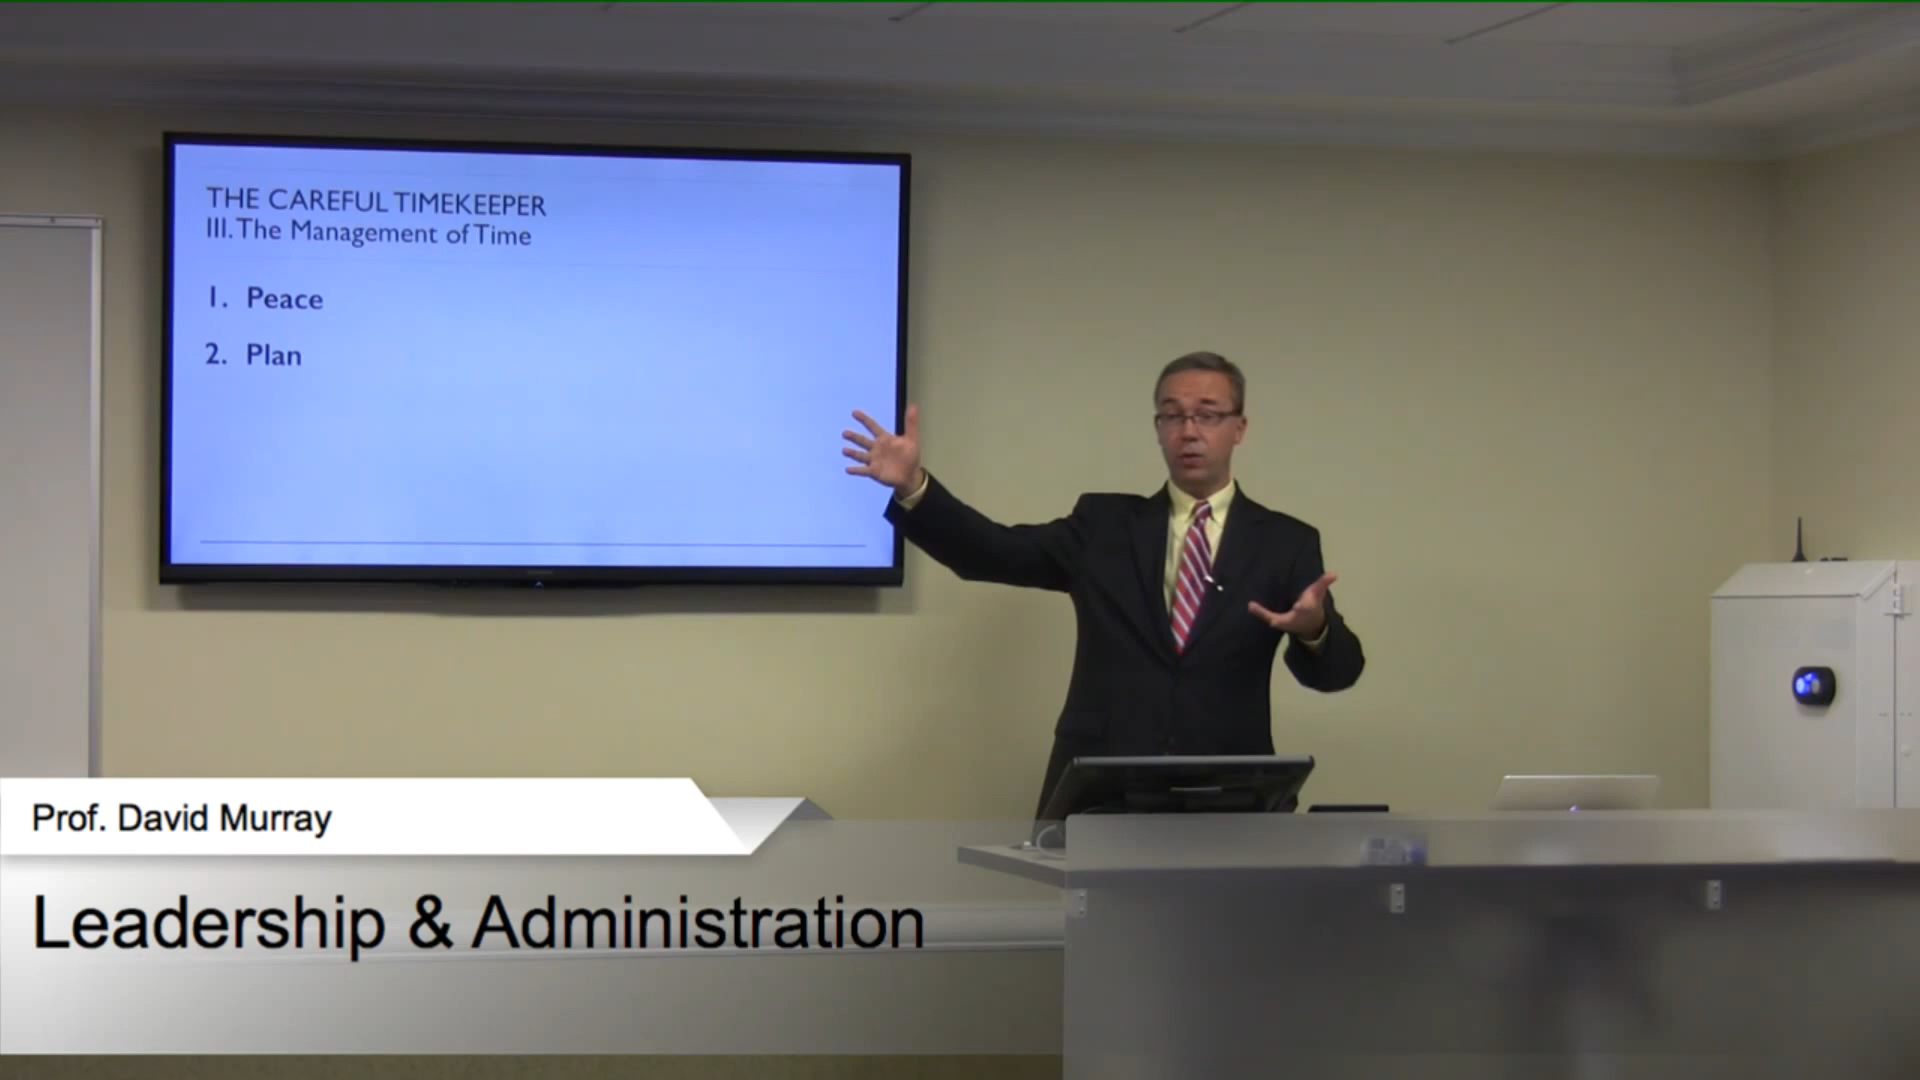 THE CAREFUL TIMEKEEPER
III. The Management of Time
1. Peace
2. Plan
Prof. David Murray
Leadership & Administration